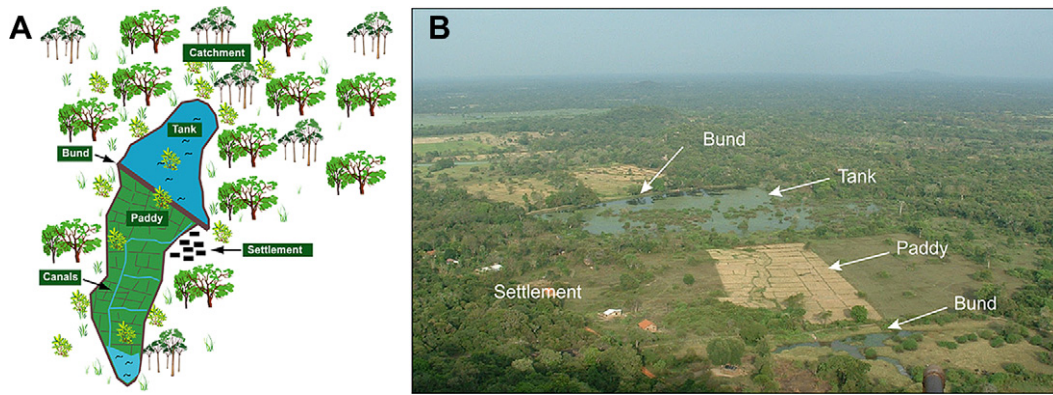 A
Catchment
Tank
Bund
Paddy
Settlement
Canals
B
Bund
Tank
Paddy
Settlement
Bund